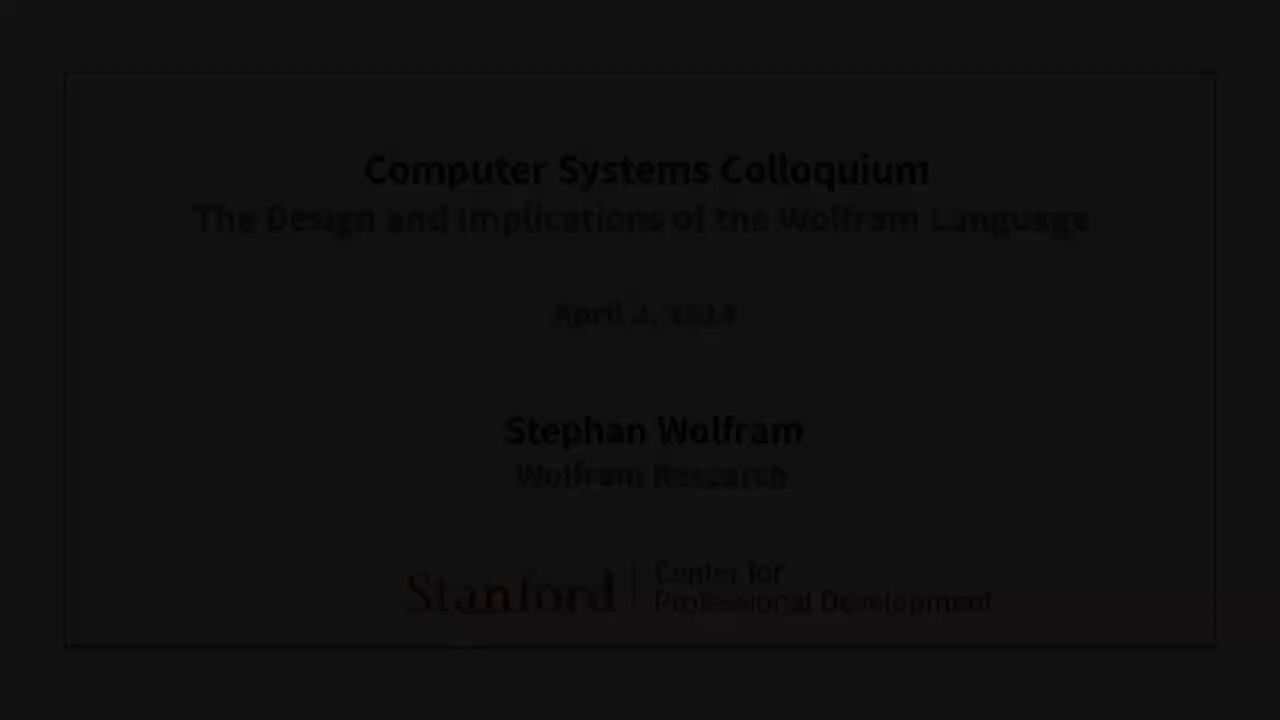 Computer Systems Colloquium
The Design and Implications of the Wolfram Language
April 2, 2014
Stephan Wolfram
Wolfram Research
Stanford
Center for
Professional Development